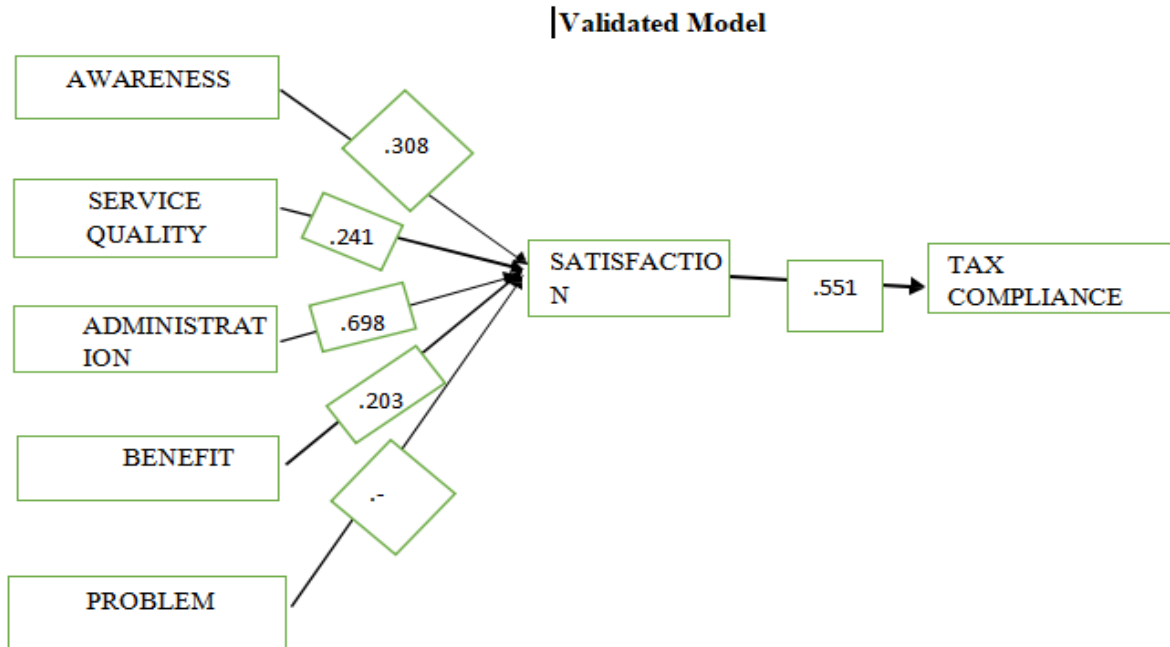 Validated Model
AWARENESS
.308
SERVICE
QUALITY
.241
SATISFACTIO
N
.551
TAX
COMPLIANCE
ADMINISTRAT
ION
.698
BENEFIT
.203
.-
PROBLEM